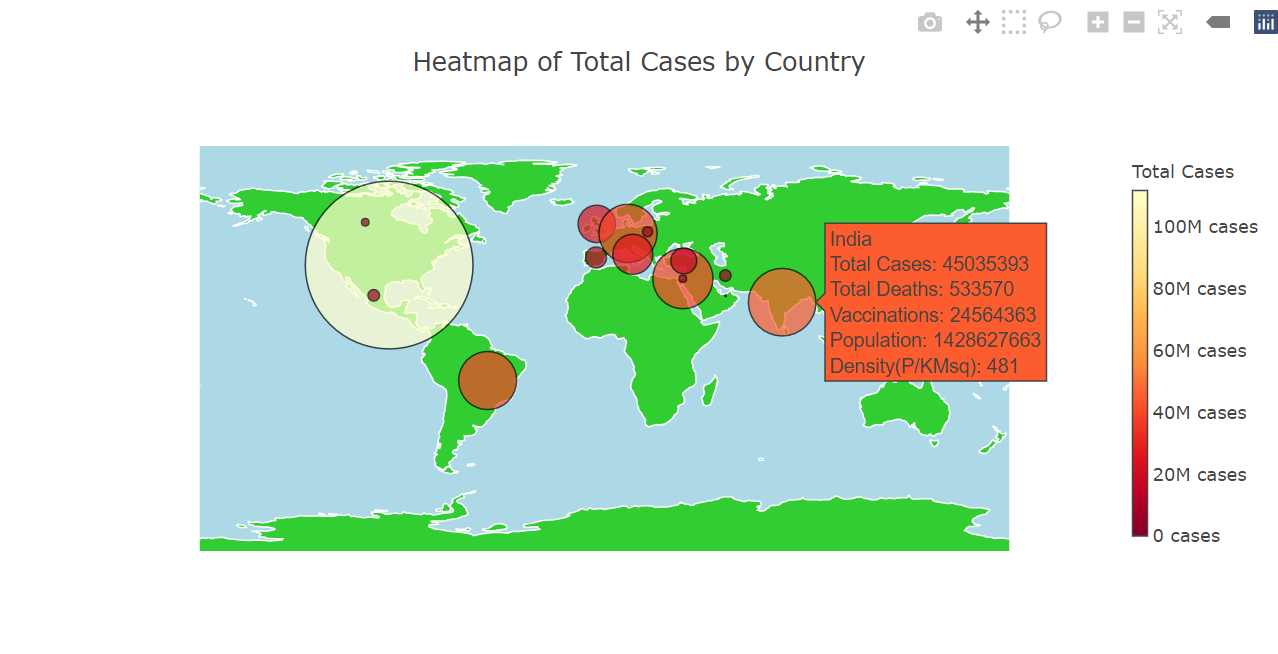 Heatmap of Total Cases by Country
Total Cases
100M cases
80M cases
60M cases
40M cases
20M cases
0 cases
India
Total Cases: 45035393
Total Deaths: 533570
Vaccinations: 24564363
Population: 1428627663
Density(P/KMsq): 481